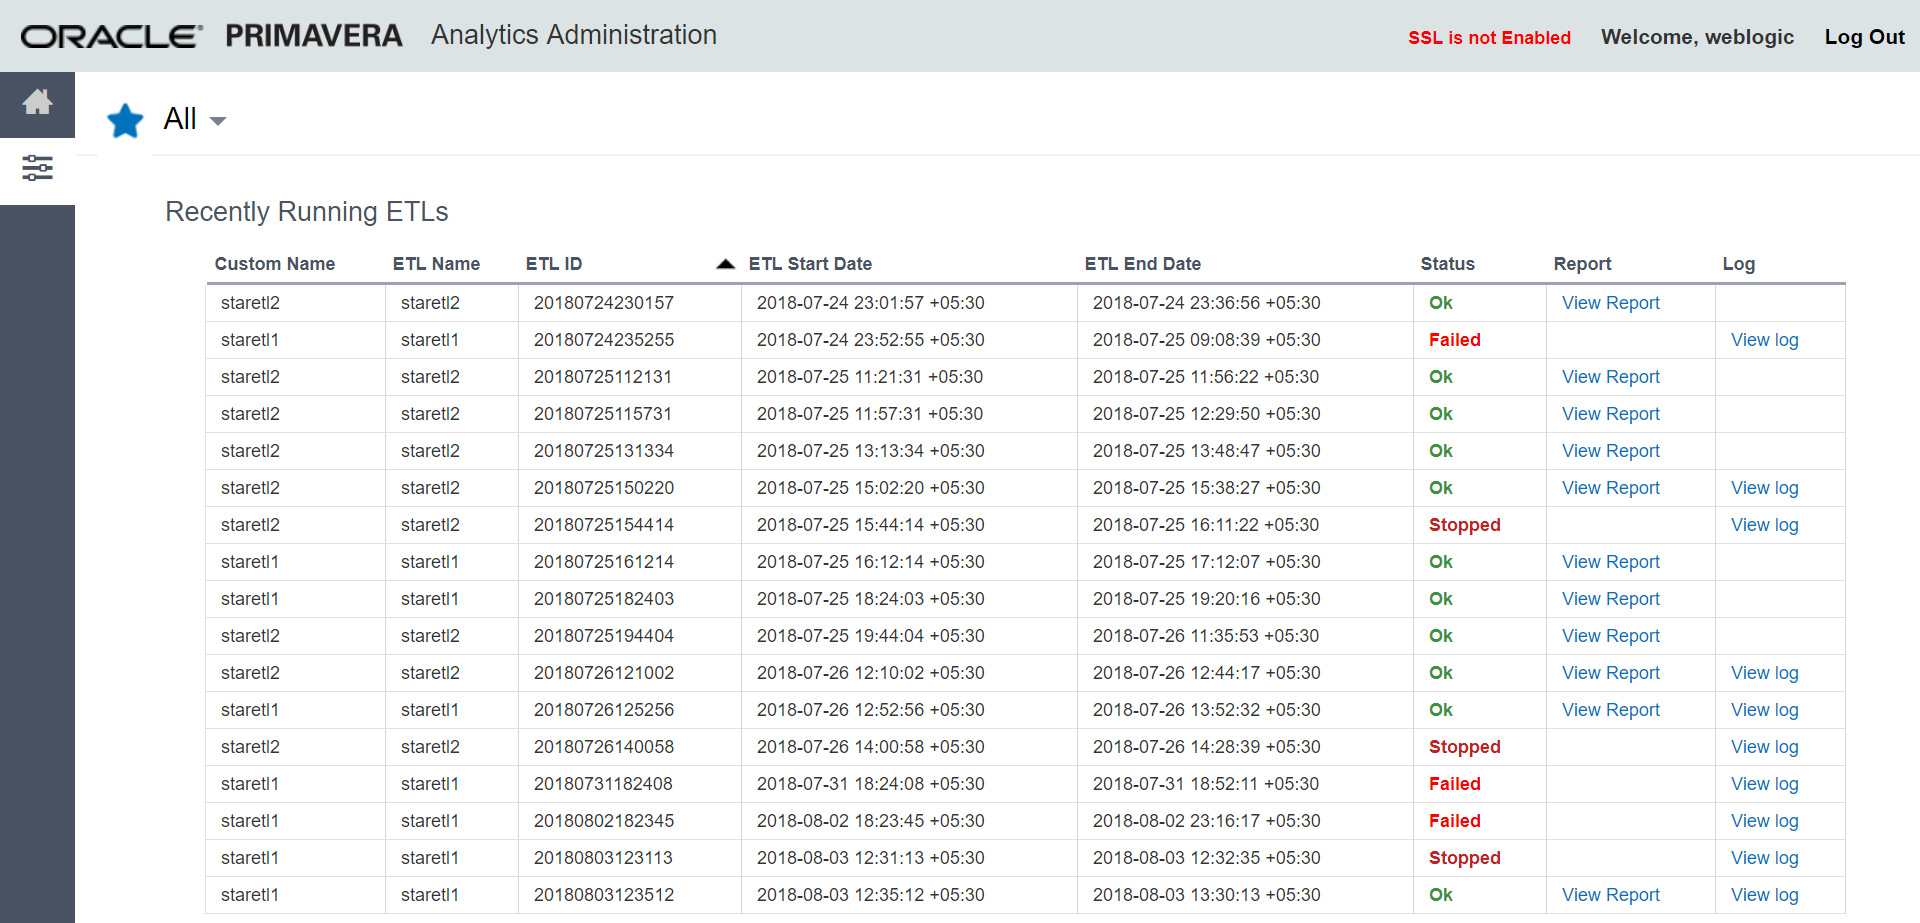 ORACLE® PRIMAVERA Analytics Administration SSL is not Enabled Welcome, weblogic Log Out
All
Recently Running ETLs
Custom Name ETL Name ETL ID ETL Start Date ETL End Date Status Report Log
staretl2 staretl2 20180724230157 2018-07-24 23:01:57 +05:30 2018-07-24 23:36:56 +05:30 Ok View Report
staretl1 staretl1 20180724235255 2018-07-24 23:52:55 +05:30 2018-07-25 09:08:39 +05:30 Failed View log
staretl2 staretl2 20180725112131 2018-07-25 11:21:31 +05:30 2018-07-25 11:56:22 +05:30 Ok View Report
staretl2 staretl2 20180725115731 2018-07-25 11:57:31 +05:30 2018-07-25 12:29:50 +05:30 Ok View Report
staretl2 staretl2 20180725131334 2018-07-25 13:13:34 +05:30 2018-07-25 13:48:47 +05:30 Ok View Report
staretl2 staretl2 20180725150220 2018-07-25 15:02:20 +05:30 2018-07-25 15:38:27 +05:30 Ok View Report View log
staretl2 staretl2 20180725154414 2018-07-25 15:44:14 +05:30 2018-07-25 16:11:22 +05:30 Stopped View log
staretl1 staretl1 20180725161214 2018-07-25 16:12:14 +05:30 2018-07-25 17:12:07 +05:30 Ok View Report
staretl1 staretl1 20180725182403 2018-07-25 18:24:03 +05:30 2018-07-25 19:20:16 +05:30 Ok View Report
staretl2 staretl2 20180725194404 2018-07-25 19:44:04 +05:30 2018-07-26 11:35:53 +05:30 Ok View Report
staretl2 staretl2 20180726121002 2018-07-26 12:10:02 +05:30 2018-07-26 12:44:17 +05:30 Ok View Report View log
staretl1 staretl1 20180726125256 2018-07-26 12:52:56 +05:30 2018-07-26 13:52:32 +05:30 Ok View Report View log
staretl2 staretl2 20180726140058 2018-07-26 14:00:58 +05:30 2018-07-26 14:28:39 +05:30 Stopped View log
staretl1 staretl1 20180731182408 2018-07-31 18:24:08 +05:30 2018-07-31 18:52:11 +05:30 Failed View log
staretl1 staretl1 20180802182345 2018-08-02 18:23:45 +05:30 2018-08-02 23:16:17 +05:30 Failed View log
staretl1 staretl1 20180803123113 2018-08-03 12:31:13 +05:30 2018-08-03 12:32:35 +05:30 Stopped View log
staretl1 staretl1 20180803123512 2018-08-03 12:35:12 +05:30 2018-08-03 13:30:13 +05:30 Ok View Report View log